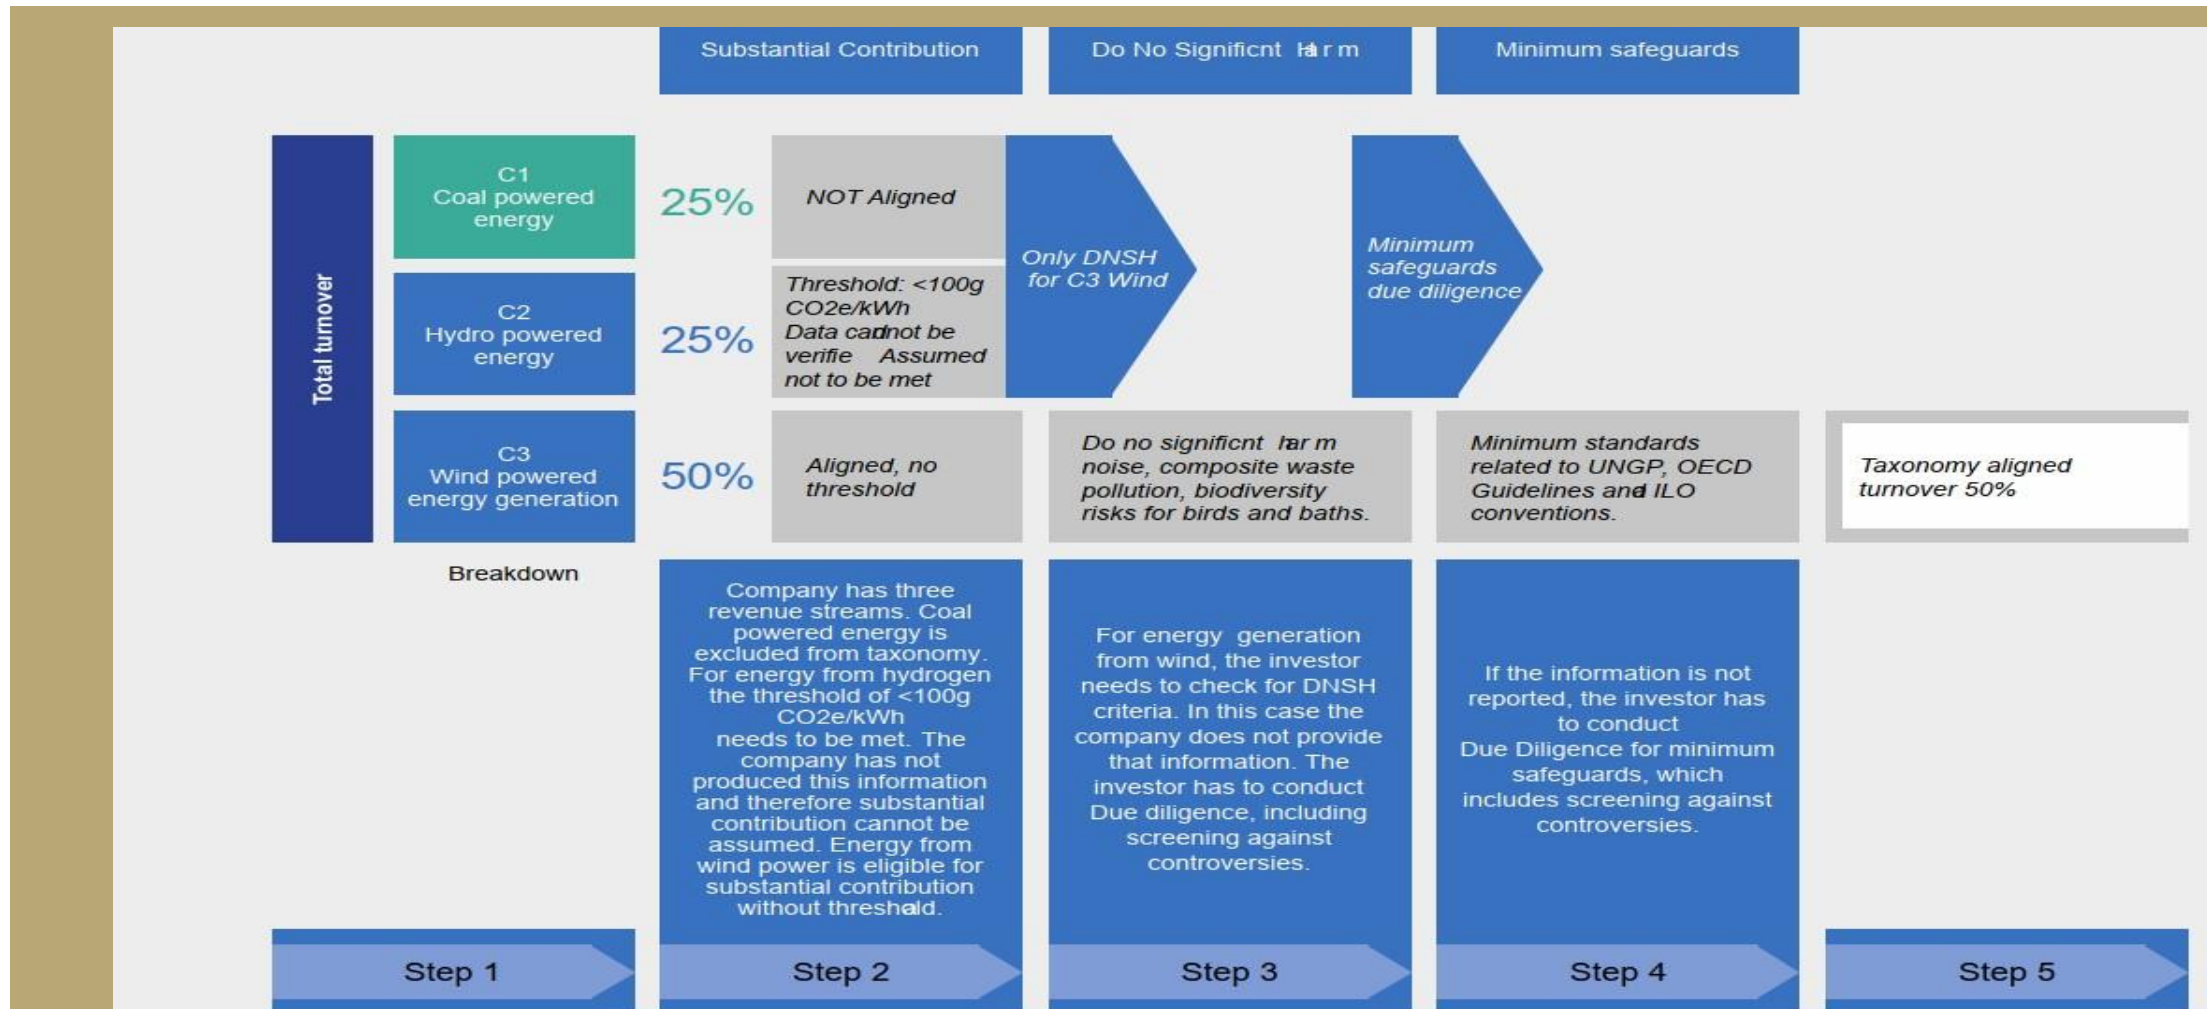 Substantial Contribution
Do No Significnt Harm
Minimum safeguards
Total turnover
C1
Coal powered
energy
25%
NOT Aligned
Only DNSH
for C3 Wind
Minimum
safeguards
due diligence
C2
Hydro powered
energy
25%
Threshold: <100g
CO2e/kWh
Data cannot be
verifie Assumed
not to be met
C3
Wind powered
energy generation
50%
Aligned, no
threshold
Do no significnt harm
noise, composite waste
pollution, biodiversity
risks for birds and baths.
Minimum standards
related to UNGP, OECD
Guidelines and ILO
conventions.
Taxonomy aligned
turnover 50%
Breakdown
Company has three
revenue streams. Coal
powered energy is
excluded from taxonomy.
For energy from hydrogen
the threshold of <100g
CO2e/kWh
needs to be met. The
company has not
produced this information
and therefore substantial
contribution cannot be
assumed. Energy from
wind power is eligible for
substantial contribution
without threshold.
For energy generation
from wind, the investor
needs to check for DNSH
criteria. In this case the
company does not provide
that information. The
investor has to conduct
Due diligence, including
screening against
controversies.
If the information is not
reported, the investor has
to conduct
Due Diligence for minimum
safeguards, which
includes screening against
controversies.
Step 1
Step 2
Step 3
Step 4
Step 5